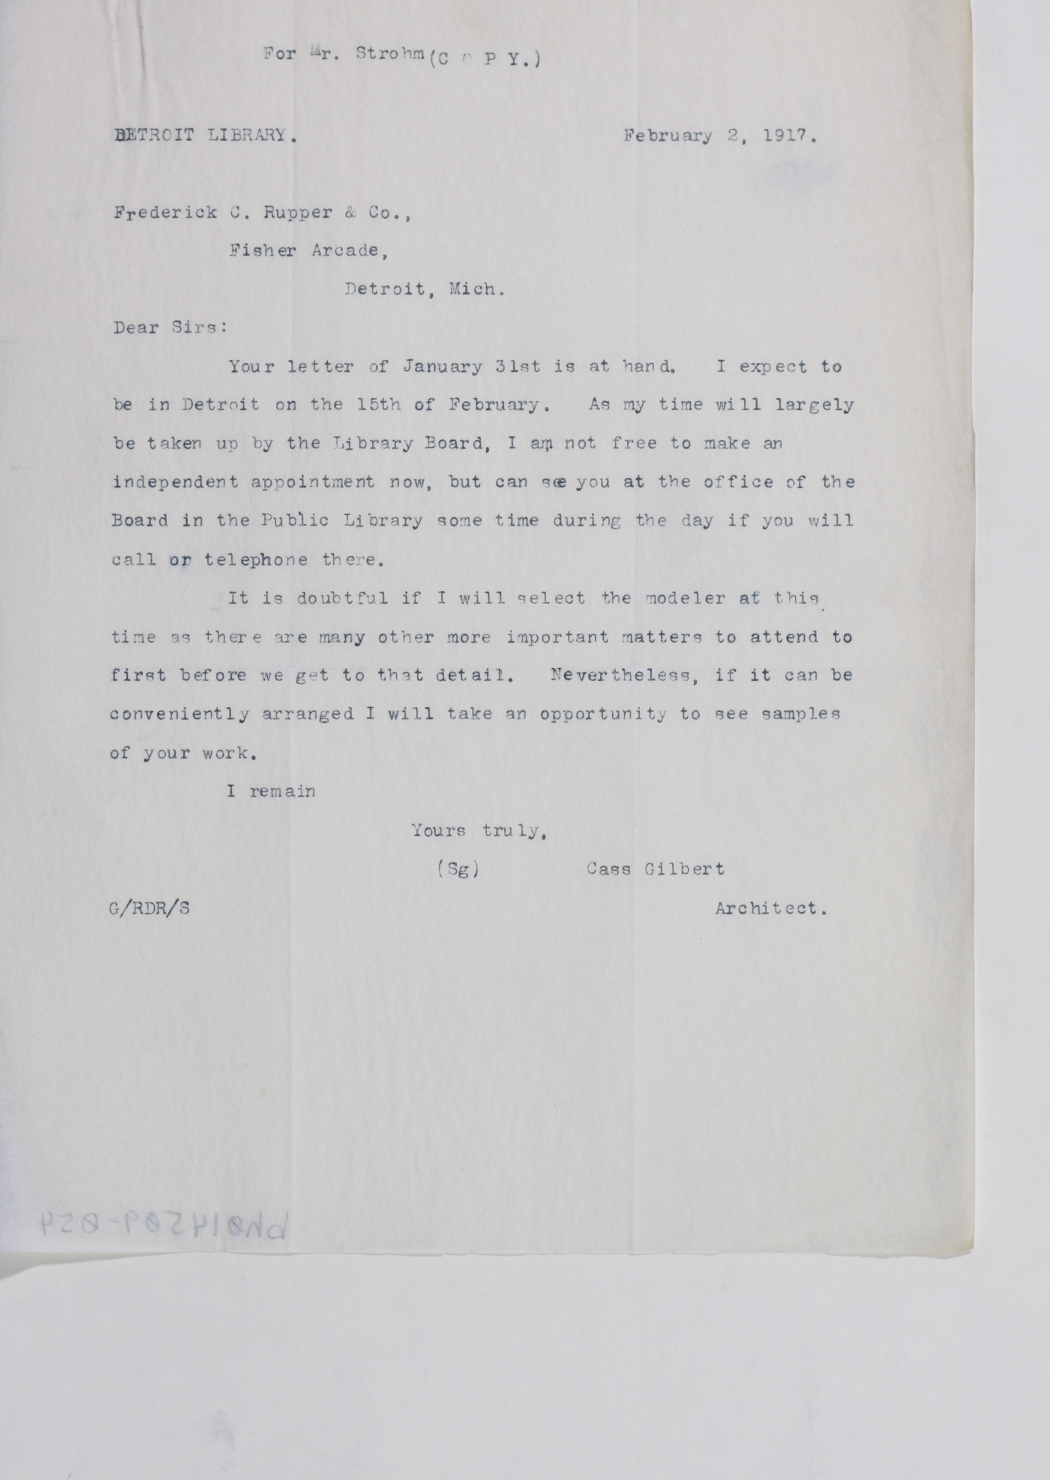 For Mr. Strohm (C O P Y.)
DETROIT LIBRARY. February 2, 1917.
Frederick C. Rupper & Co.,
Fisher Arcade,
Detroit, Mich.
Dear Sirs:
Your letter of January 31st is at hand. I expect to
be in Detroit on the 15th of February. As my time will largely
be taken up by the Library Board, I am not free to make an
independent appointment now, but can see you at the office of the
Board in the Public Library some time during the day if you will
call or telephone there.
It is doubtful if I will select the modeler at this
time as there are many other more important matters to attend to
first before we get to that detail. Nevertheless, if it can be
conveniently arranged I will take an opportunity to see samples
of your work.
I remain
Yours truly,
(Sg) Cass Gilbert
G/RDR/S Architect.
ph014509-024